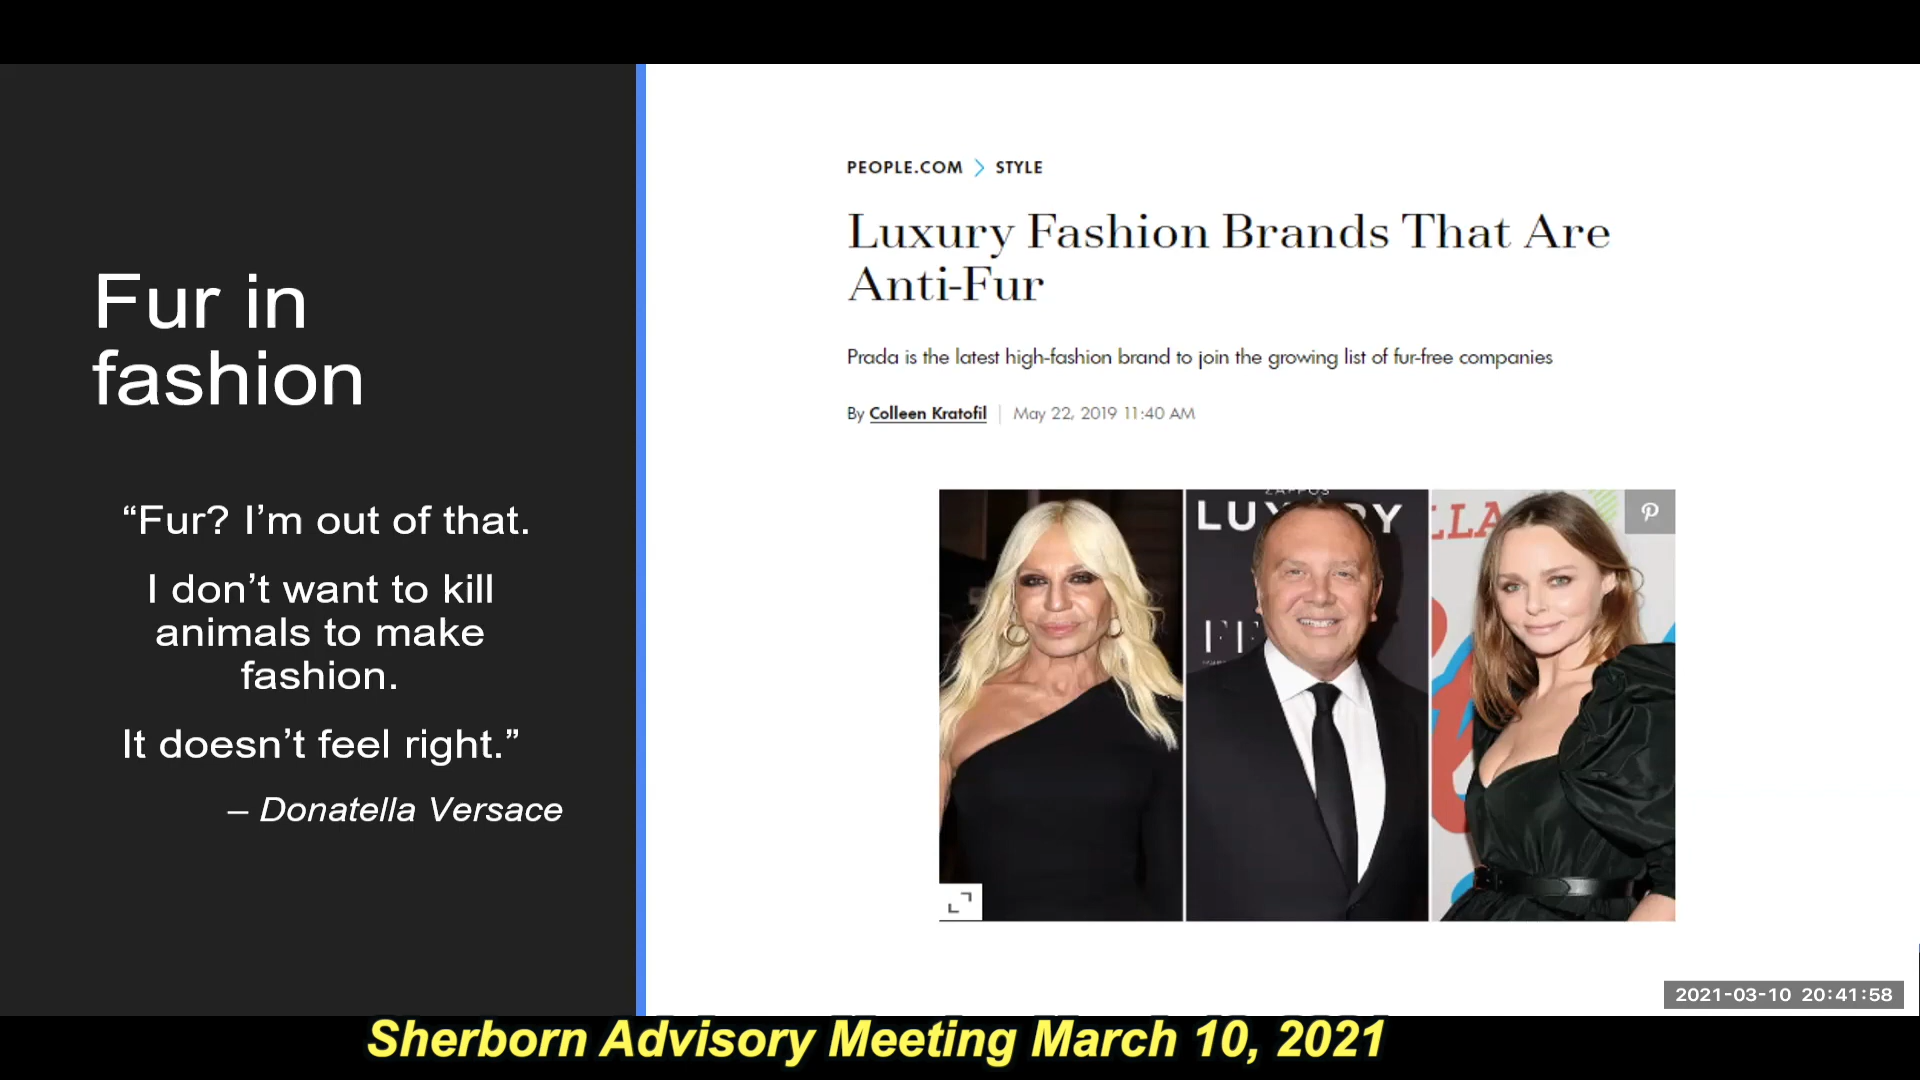 Fur in
fashion
“Fur? I’m out of that.
I don’t want to kill
animals to make
fashion.
It doesn’t feel right.”
– Donatella Versace
PEOPLE.COM > STYLE
Luxury Fashion Brands That Are
Anti-Fur
Prada is the latest high-fashion brand to join the growing list of fur-free companies
By Colleen Kratofil | May 22, 2019 11:40 AM
2021-03-10 20:41:58
Sherborn Advisory Meeting March 10, 2021